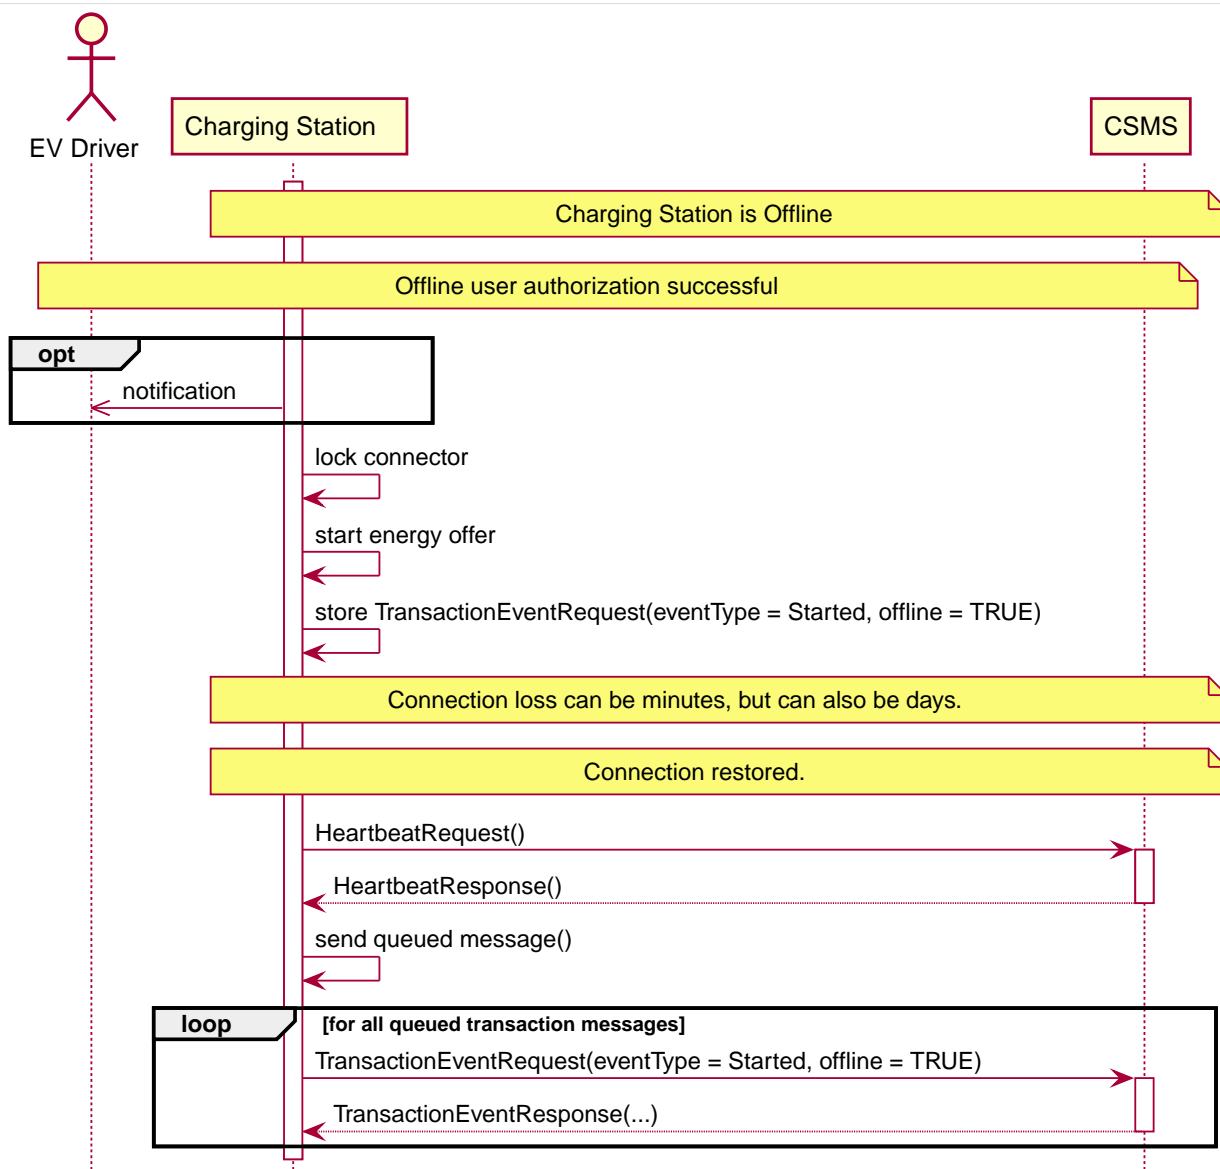 EV Driver
Charging Station
CSMS
Charging Station is Offline
Offline user authorization successful
opt
notification
lock connector
start energy offer
store TransactionEventRequest(eventType = Started, offline = TRUE)
Connection loss can be minutes, but can also be days.
Connection restored.
HeartbeatRequest()
HeartbeatResponse()
send queued message()
loop
[for all queued transaction messages]
TransactionEventRequest(eventType = Started, offline = TRUE)
TransactionEventResponse(...)